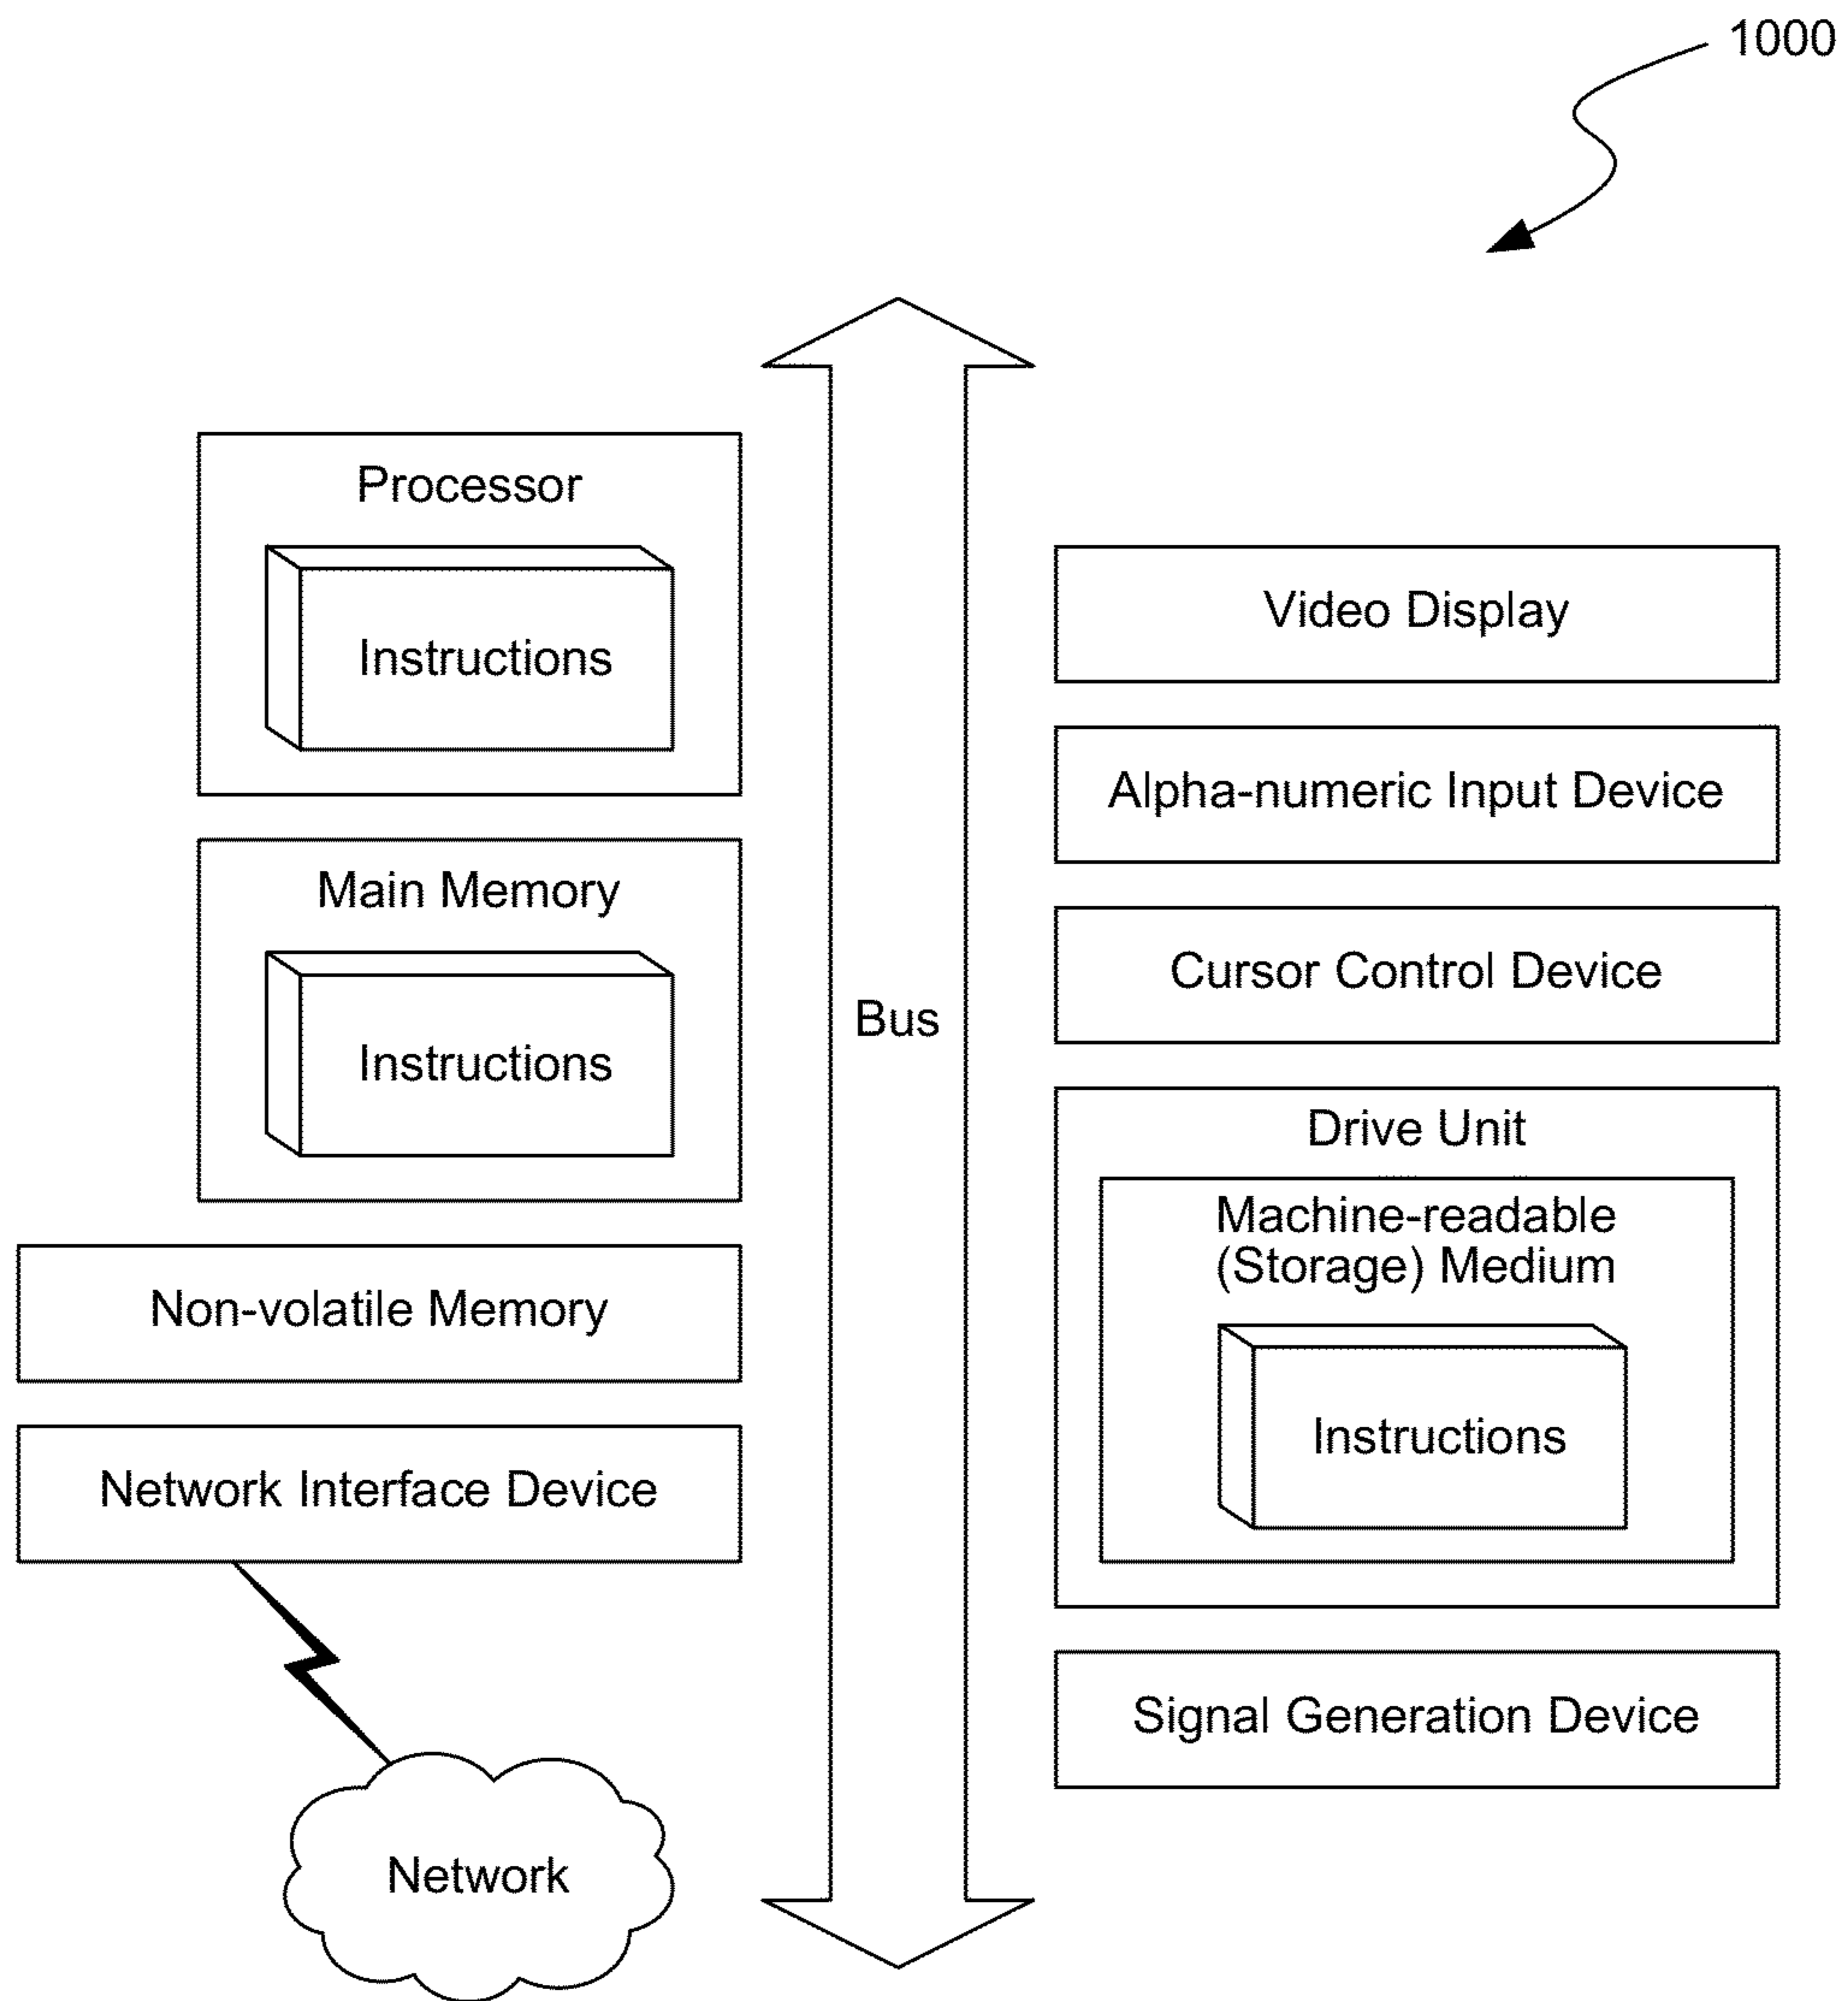 1000
Processor
Instructions
Main Memory
Instructions
Non-volatile Memory
Network Interface Device
Network
Bus
Video Display
Alpha-numeric Input Device
Cursor Control Device
Drive Unit
Machine-readable
(Storage) Medium
Instructions
Signal Generation Device